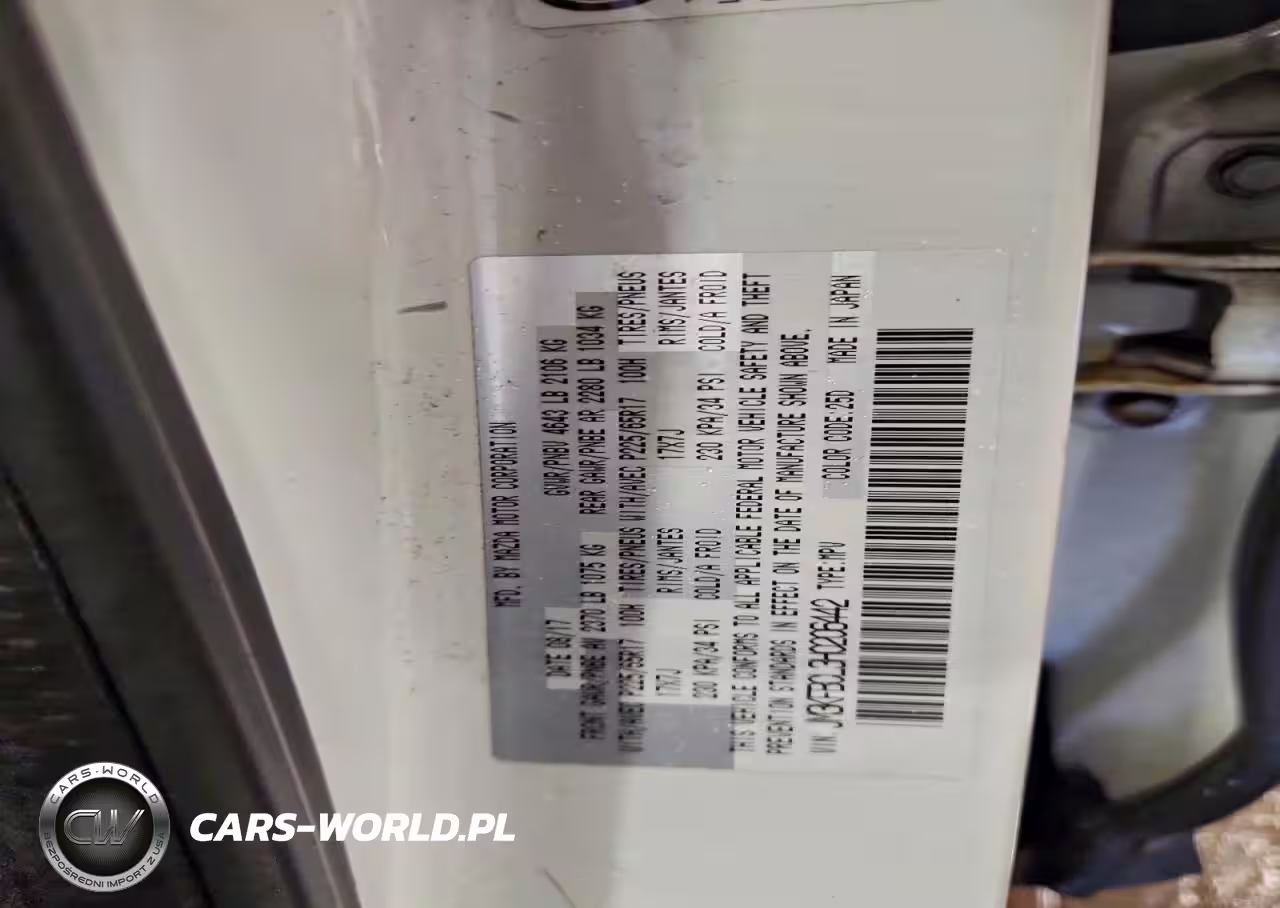 MFD. BY MAZDA MOTOR CORPORATION
DATE 08/17 GVWR/PNBV 4643 LB 2106 KG
FRONT GAWR/PNBE AV 2370 LB 1075 KG REAR GAWR/PNBE AR 2280 LB 1034 KG
WITH/AVEC P225/65R17 100H TIRES/PNEUS WITH/AVEC P225/65R17 100H TIRES/PNEUS
17X7J RIMS/JANTES 17X7J RIMS/JANTES
230 KPA/34 PSI COLD/A FROID 230 KPA/34 PSI COLD/A FROID
THIS VEHICLE CONFORMS TO ALL APPLICABLE FEDERAL MOTOR VEHICLE SAFETY AND THEFT
PREVENTION STANDARDS IN EFFECT ON THE DATE OF MANUFACTURE SHOWN ABOVE.
VIN: TYPE:MPV COLOR CODE:25D MADE IN JAPAN
CARS-WORLD
CW
BEZPOŚREDNI IMPORT Z USA
CARS-WORLD.PL